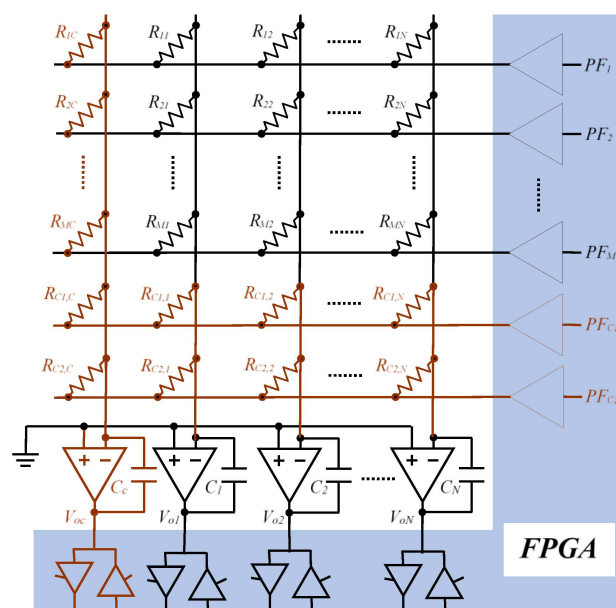 R1C R11 R12 ........ R1N
PF1
R2C R21 R22 ........ R2N
PF2
RMC RM1 RM2 ........ RMN
PFM
RC1,C RC1,1 RC1,2 RC1,N
PFC1
RC2,C RC2,1 RC2,2 RC2,N
+ − + − + − + −
Cc C1 C2 CN
Voc Vo1 Vo2 VoN
FPGA